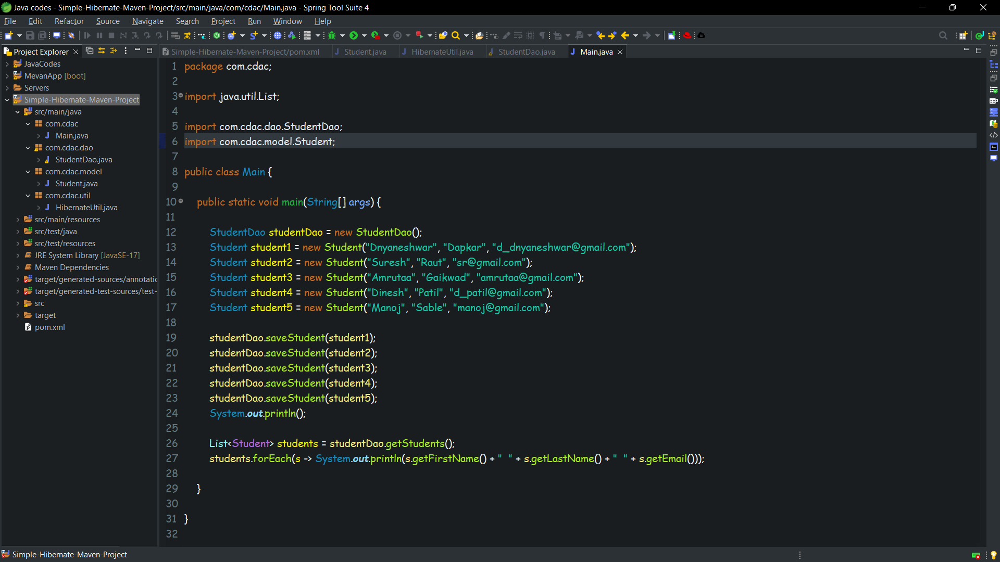 Java codes - Simple-Hibernate-Maven-Project/src/main/java/com/cdac/Main.java - Spring Tool Suite 4
File Edit Refactor Source Navigate Search Project Run Window Help
Project Explorer
JavaCodes
MevanApp [boot]
Servers
Simple-Hibernate-Maven-Project
src/main/java
com.cdac
Main.java
com.cdac.dao
StudentDao.java
com.cdac.model
Student.java
com.cdac.util
HibernateUtil.java
src/main/resources
src/test/java
src/test/resources
JRE System Library [JavaSE-17]
Maven Dependencies
target/generated-sources/annotatic
target/generated-test-sources/test-
src
target
pom.xml
Simple-Hibernate-Maven-Project/pom.xml Student.java HibernateUtil.java StudentDao.java Main.java
1 package com.cdac;
2
3 import java.util.List;
4
5 import com.cdac.dao.StudentDao;
6 import com.cdac.model.Student;
7
8 public class Main {
9
10 public static void main(String[] args) {
11
12 StudentDao studentDao = new StudentDao();
13 Student student1 = new Student("Dnyaneshwar", "Dapkar", "d_dnyaneshwar@gmail.com");
14 Student student2 = new Student("Suresh", "Raut", "sr@gmail.com");
15 Student student3 = new Student("Amrutaa", "Gaikwad", "amrutaa@gmail.com");
16 Student student4 = new Student("Dinesh", "Patil", "d_patil@gmail.com");
17 Student student5 = new Student("Manoj", "Sable", "manoj@gmail.com");
18
19 studentDao.saveStudent(student1);
20 studentDao.saveStudent(student2);
21 studentDao.saveStudent(student3);
22 studentDao.saveStudent(student4);
23 studentDao.saveStudent(student5);
24 System.out.println();
25
26 List<Student> students = studentDao.getStudents();
27 students.forEach(s -> System.out.println(s.getFirstName() + "  " + s.getLastName() + "  " + s.getEmail()));
28
29 }
30
31 }
32
Simple-Hibernate-Maven-Project